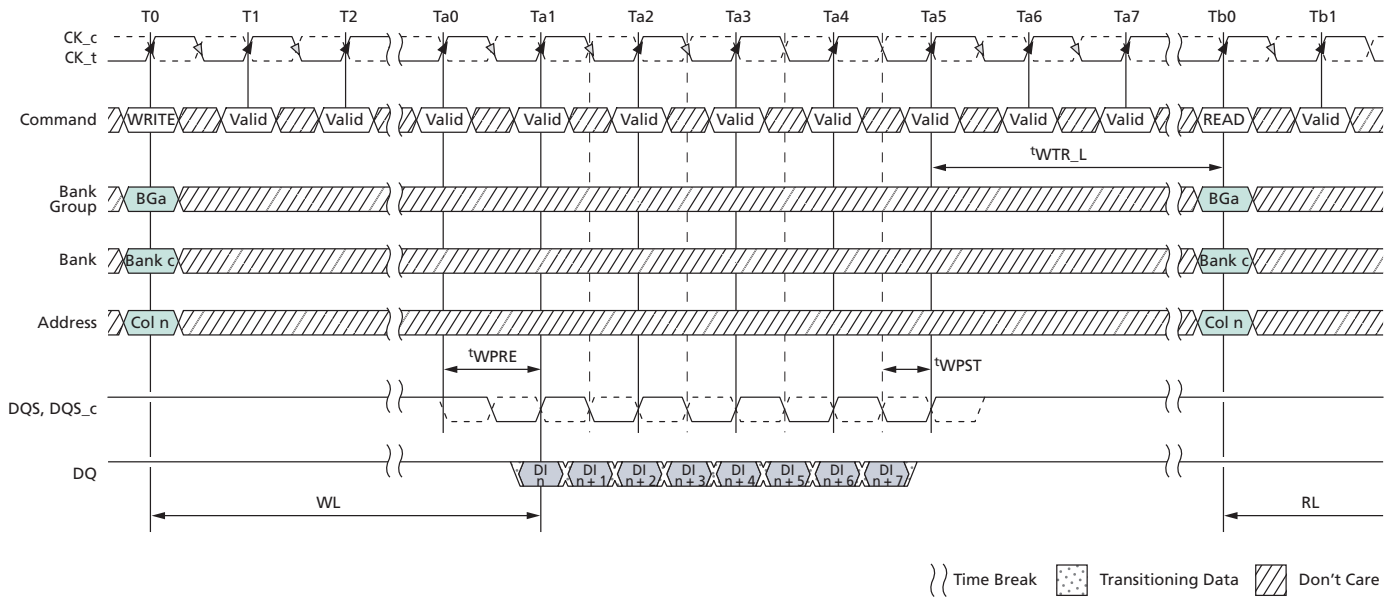 T0 T1 T2 Ta0 Ta1 Ta2 Ta3 Ta4 Ta5 Ta6 Ta7 Tb0 Tb1
CK_c
CK_t
Command WRITE Valid Valid Valid Valid Valid Valid Valid Valid Valid Valid READ Valid
tWTR_L
Bank
Group BGa BGa
Bank Bank c Bank c
Address Col n Col n
tWPRE tWPST
DQS, DQS_c
DQ DI DI DI DI DI DI DI DI
n n + 1 n + 2 n + 3 n + 4 n + 5 n + 6 n + 7
WL RL
Time Break Transitioning Data Don't Care